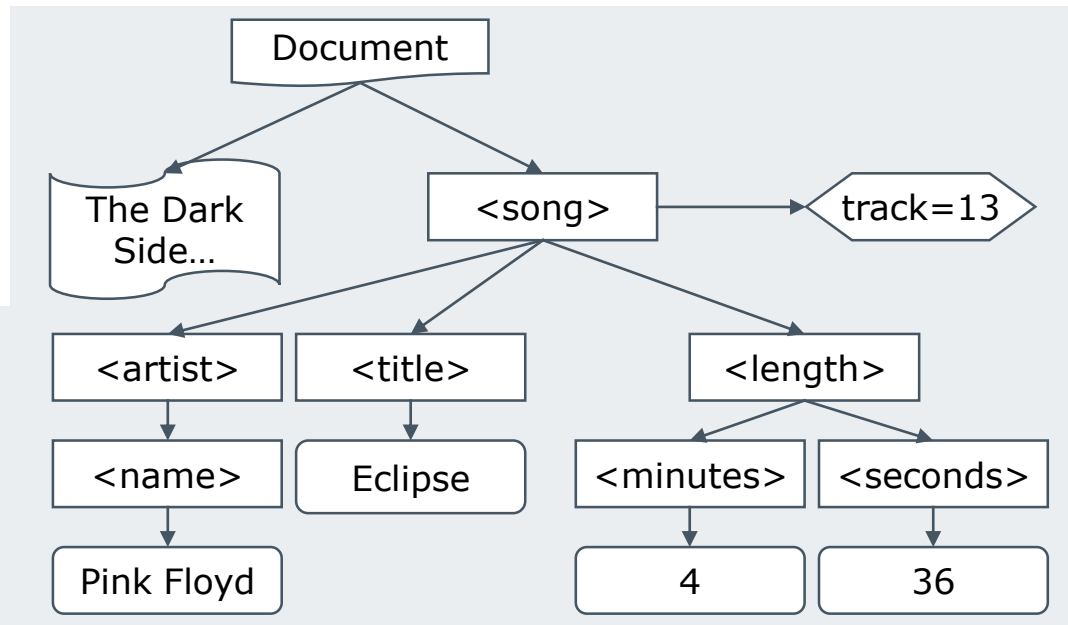 Document
The Dark
Side…
<song>
track=13
<artist>
<title>
<length>
<name>
Eclipse
<minutes>
<seconds>
Pink Floyd
4
36